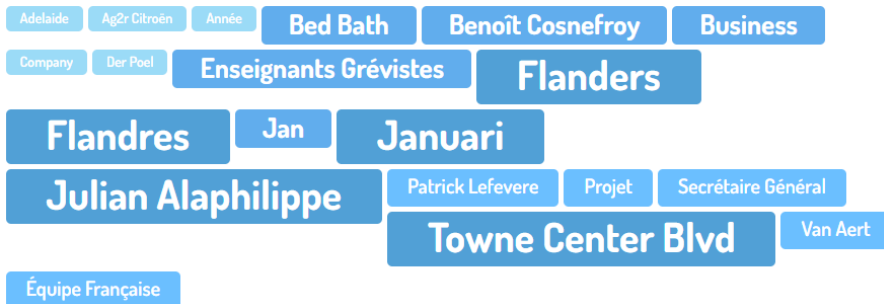 Adelaide Ag2r Citroën Année Bed Bath Benoît Cosnefroy Business
Company Der Poel Enseignants Grévistes Flanders
Flandres Jan Januari
Julian Alaphilippe Patrick Lefevere Projet Secrétaire Général
Towne Center Blvd Van Aert
Équipe Française